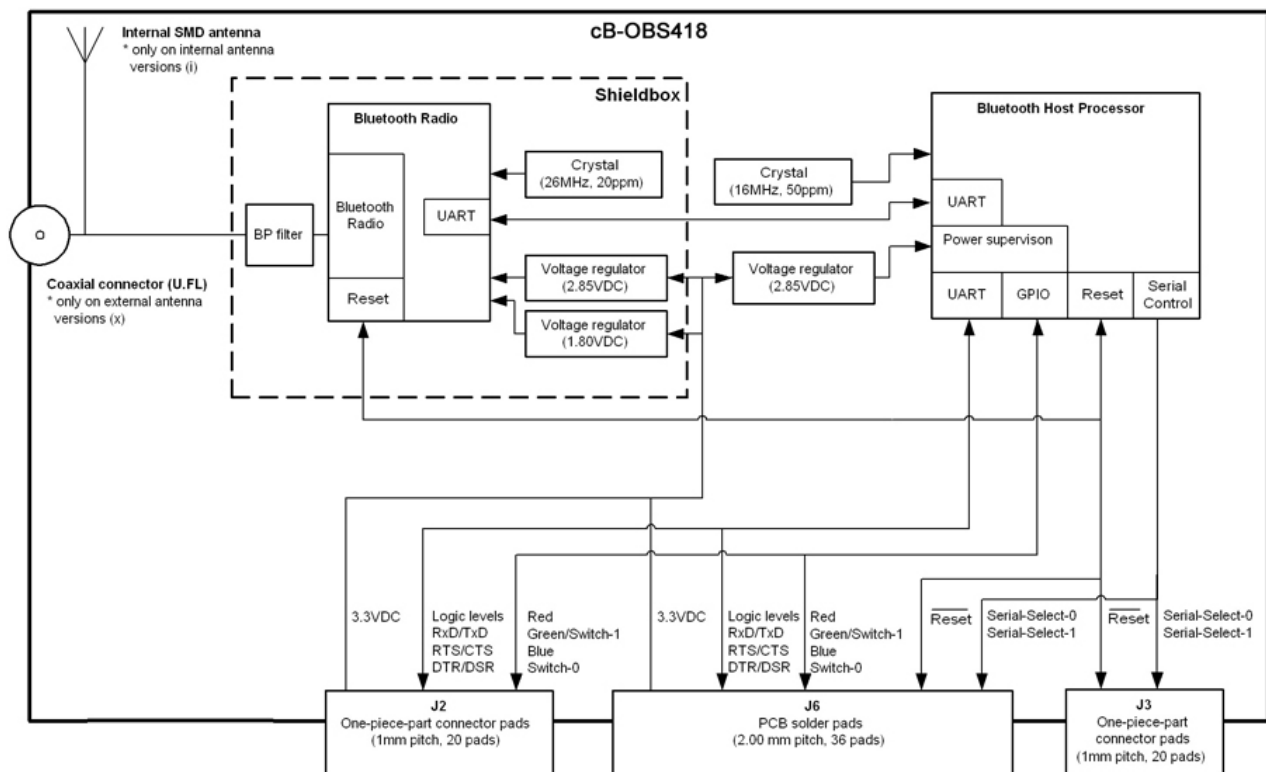 cB-OBS418
Internal SMD antenna
* only on internal antenna
versions (i)
Shieldbox
Bluetooth Radio
Bluetooth Host Processor
Crystal
(26MHz, 20ppm)
Crystal
(16MHz, 50ppm)
Bluetooth
Radio
UART
UART
BP filter
Power supervison
Voltage regulator
(2.85VDC)
Voltage regulator
(2.85VDC)
Coaxial connector (U.FL)
* only on external antenna
versions (x)
Reset
UART
GPIO
Reset
Serial
Control
Voltage regulator
(1.80VDC)
3.3VDC
Logic levels
RxD/TxD
RTS/CTS
DTR/DSR
Red
Green/Switch-1
Blue
Switch-0
3.3VDC
Logic levels
RxD/TxD
RTS/CTS
DTR/DSR
Red
Green/Switch-1
Blue
Switch-0
Reset
Serial-Select-0
Serial-Select-1
Reset
Serial-Select-0
Serial-Select-1
J2
One-piece-part connector pads
(1mm pitch, 20 pads)
J6
PCB solder pads
(2.00 mm pitch, 36 pads)
J3
One-piece-part
connector pads
(1mm pitch, 20 pads)